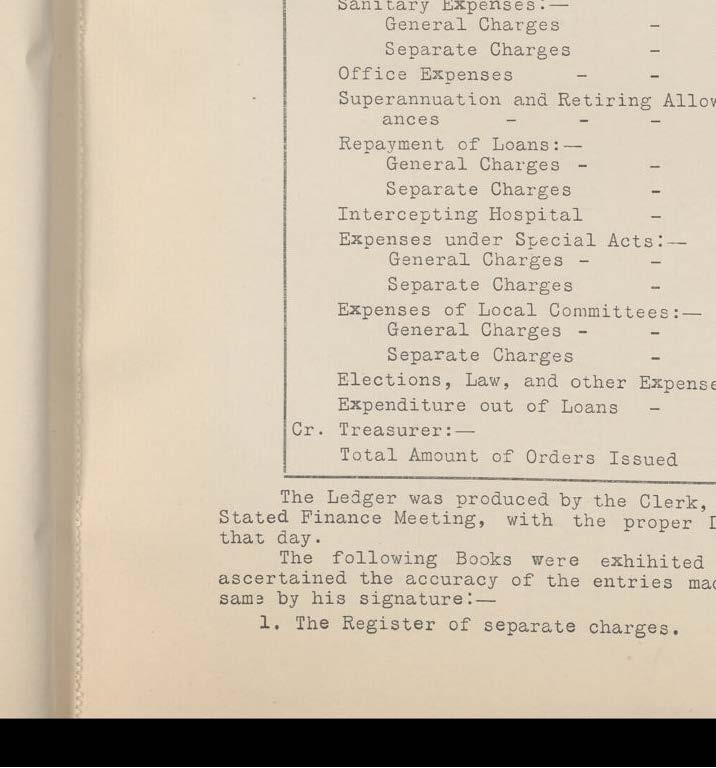 Sanitary Expenses:—
General Charges -
Separate Charges -
Office Expenses - -
Superannuation and Retiring Allow
ances - - -
Repayment of Loans:—
General Charges - -
Separate Charges -
Intercepting Hospital -
Expenses under Special Acts:—
General Charges - -
Separate Charges -
Expenses of Local Committees:—
General Charges - -
Separate Charges -
Elections, Law, and other Expense
Expenditure out of Loans -
Cr. Treasurer:—
Total Amount of Orders Issued
The Ledger was produced by the Clerk,
Stated Finance Meeting, with the proper D
that day.
The following Books were exhihited
ascertained the accuracy of the entries mad
same by his signature:—
1. The Register of separate charges.